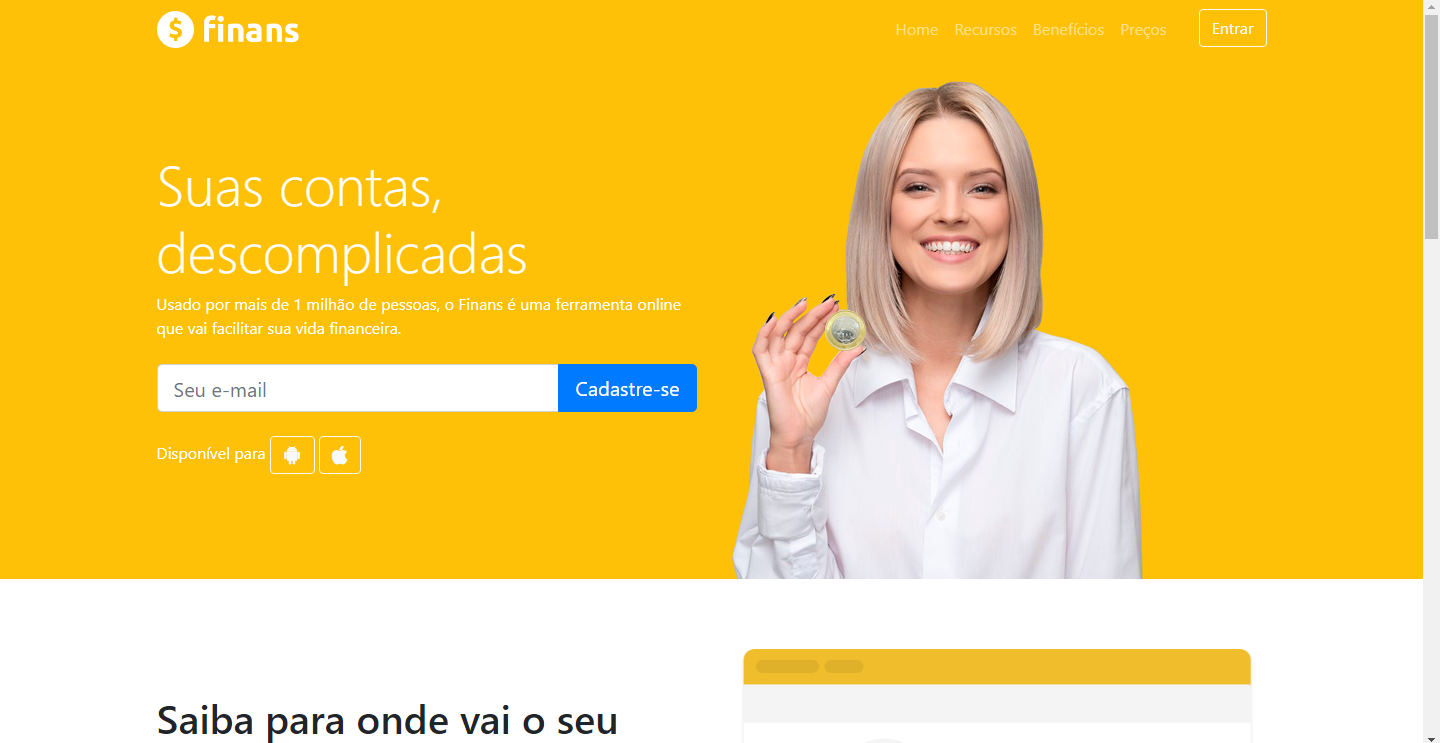 $ finans
Home Recursos Benefícios Preços Entrar
Suas contas,
descomplicadas
Usado por mais de 1 milhão de pessoas, o Finans é uma ferramenta online
que vai facilitar sua vida financeira.
Seu e-mail Cadastre-se
Disponível para
Saiba para onde vai o seu